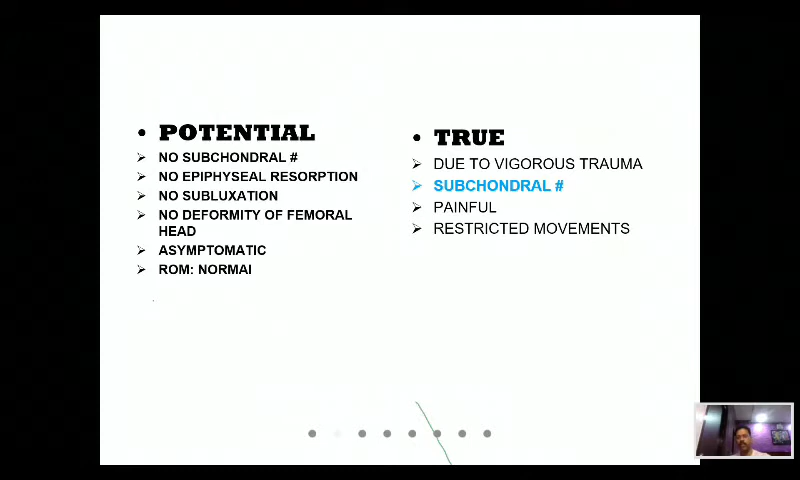 POTENTIAL
NO SUBCHONDRAL #
NO EPIPHYSEAL RESORPTION
NO SUBLUXATION
NO DEFORMITY OF FEMORAL
HEAD
ASYMPTOMATIC
ROM: NORMAl
TRUE
DUE TO VIGOROUS TRAUMA
SUBCHONDRAL #
PAINFUL
RESTRICTED MOVEMENTS